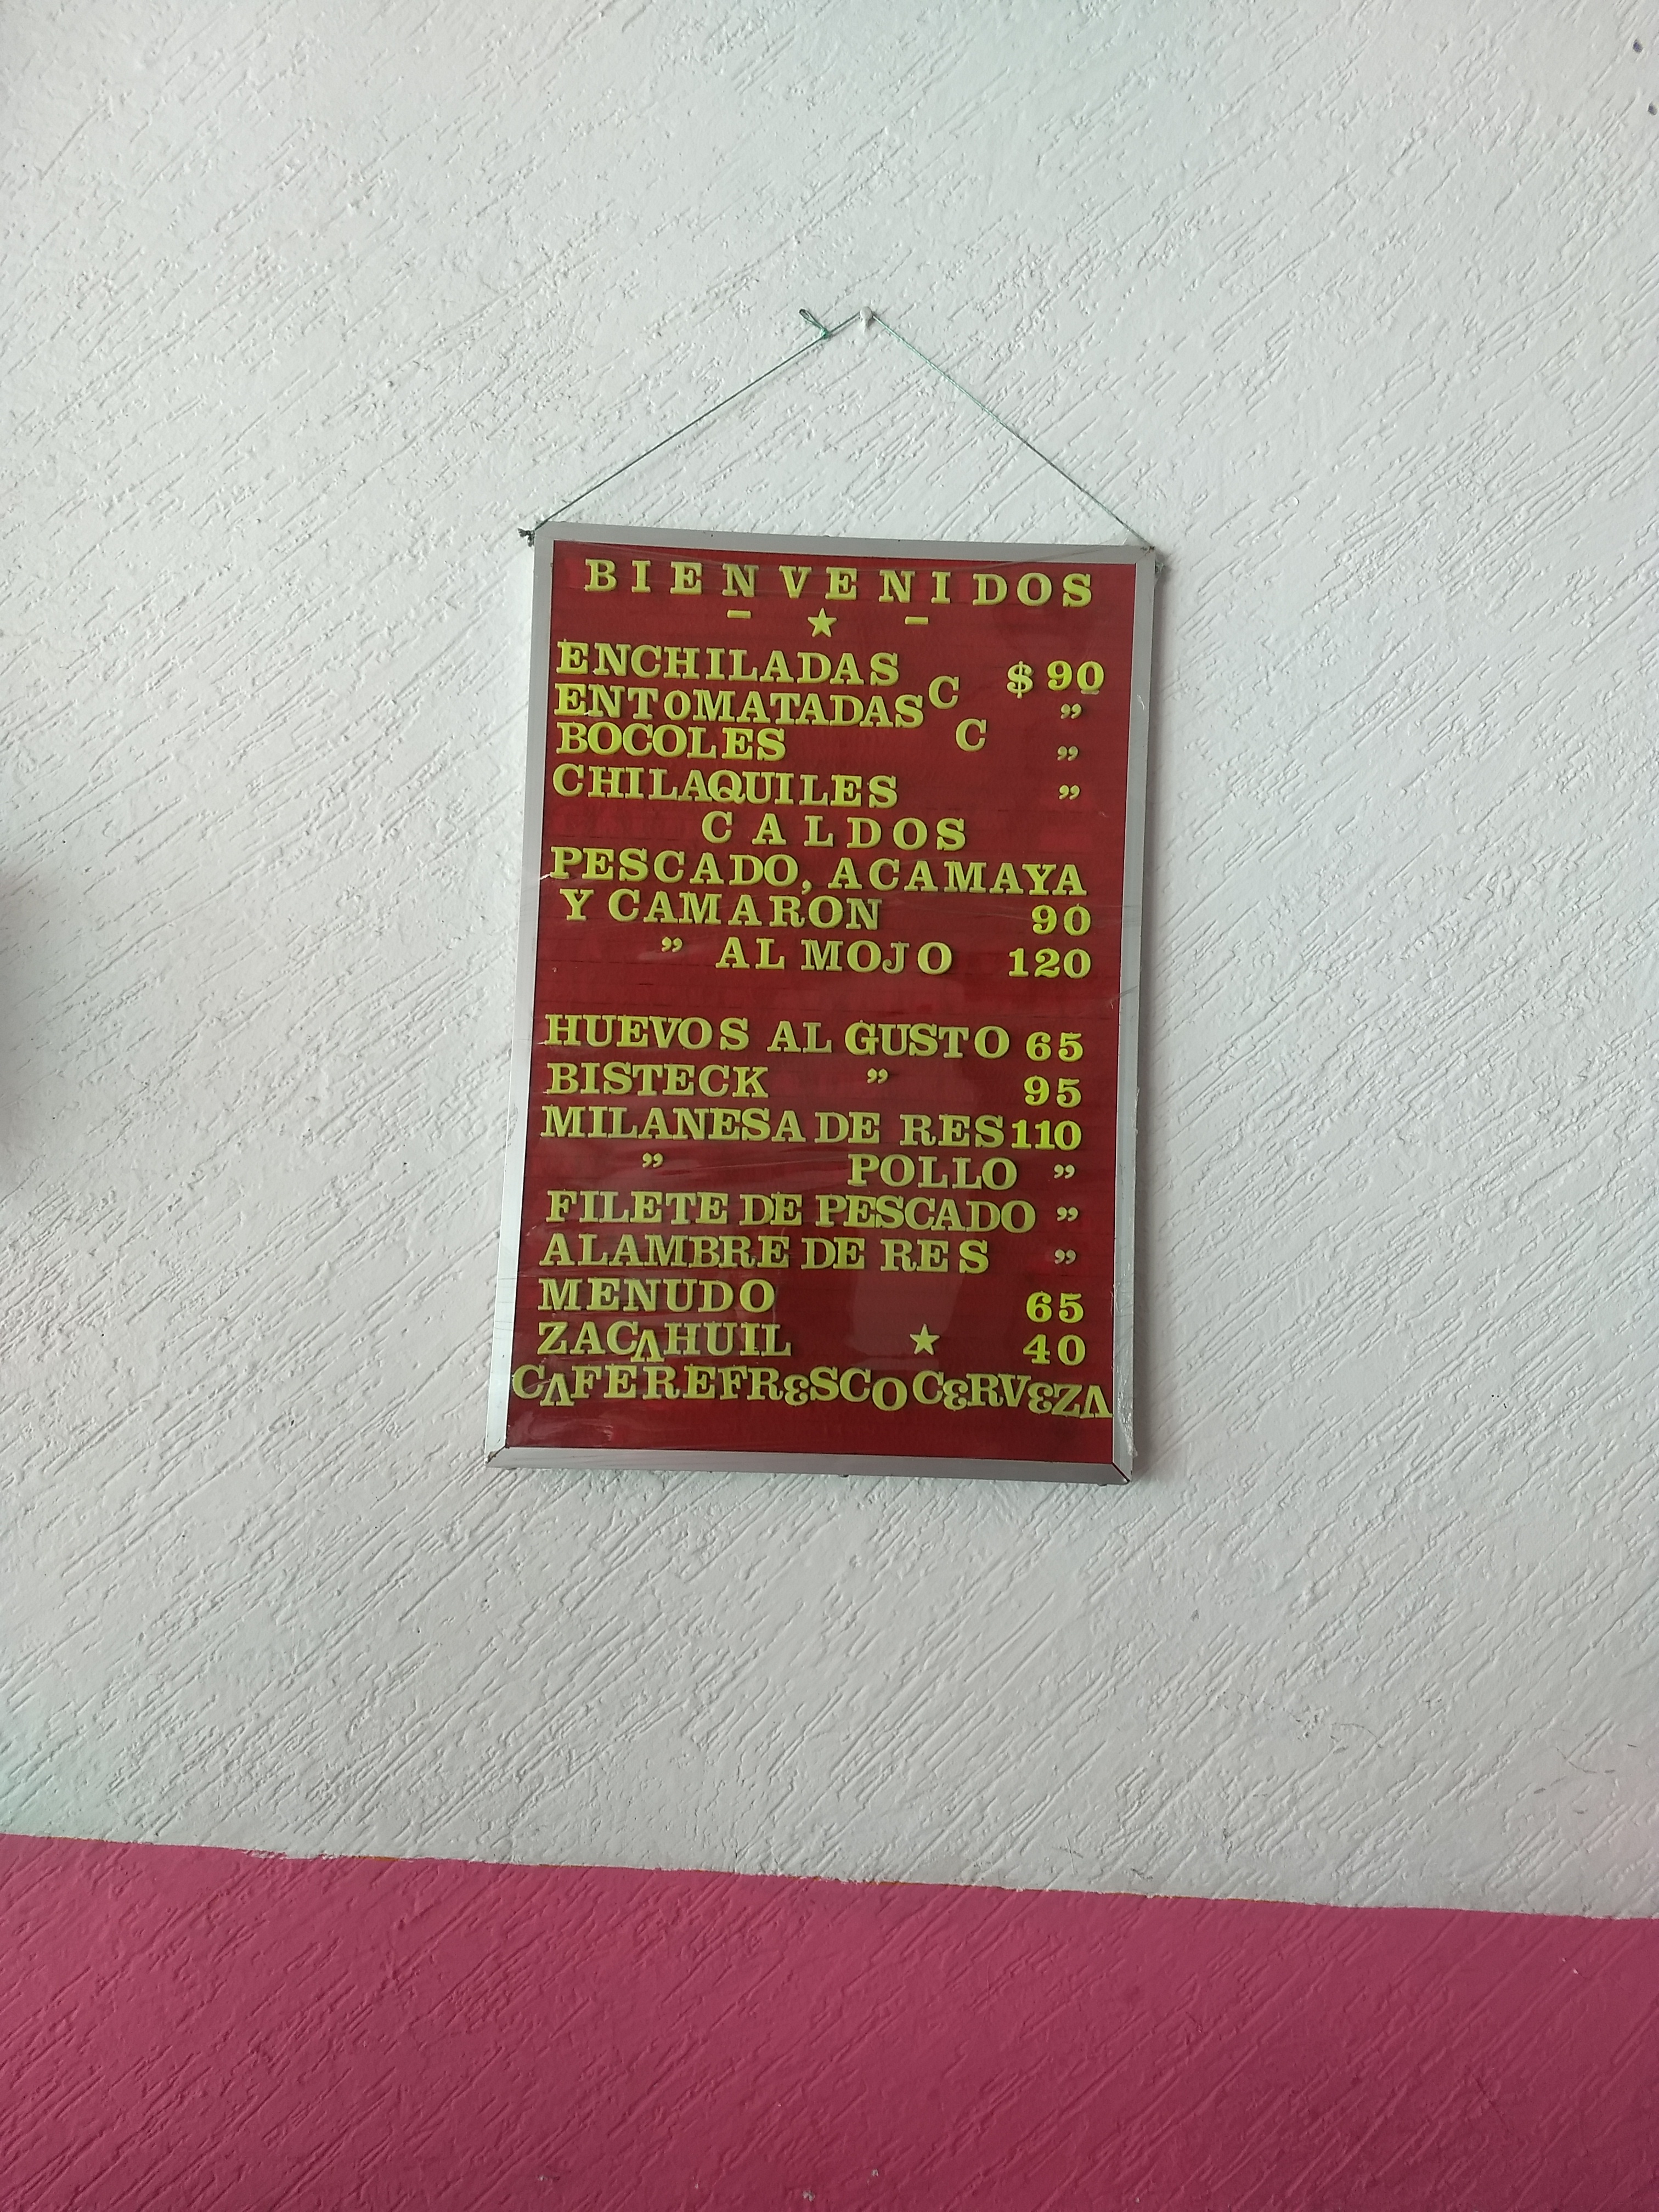 BIENVENIDOS
- ★ -
ENCHILADAS C $ 90
ENTOMATADAS C ”
BOCOLES ”
CHILAQUILES ”
CALDOS
PESCADO, ACAMAYA
Y CAMARON 90
” AL MOJO 120
HUEVOS AL GUSTO 65
BISTECK ” 95
MILANESA DE RES 110
” POLLO ”
FILETE DE PESCADO ”
ALAMBRE DE RES ”
MENUDO 65
ZACAHUIL ★ 40
CAFE REFRESCO CERVEZA